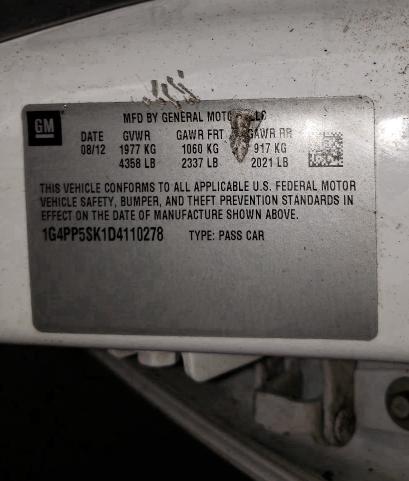 GM
MFD BY GENERAL MOTORS LLC
DATE GVWR GAWR FRT GAWR RR
08/12 1977 KG 1060 KG 917 KG
4358 LB 2337 LB 2021 LB
THIS VEHICLE CONFORMS TO ALL APPLICABLE U.S. FEDERAL MOTOR
VEHICLE SAFETY, BUMPER, AND THEFT PREVENTION STANDARDS IN
EFFECT ON THE DATE OF MANUFACTURE SHOWN ABOVE.
1G4PP5SK1D4110278 TYPE: PASS CAR